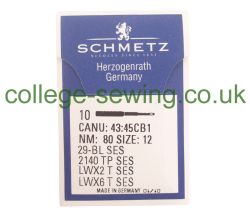 SCHMETZ
Herzogenrath
Germany
college-sewing.co.uk
10
CANU: 43:45CB1
NM: 80 SIZE: 12
29-BL SES
2140 TP SES
LWX2 T SES
LWX6 T SES
MADE IN GERMANY